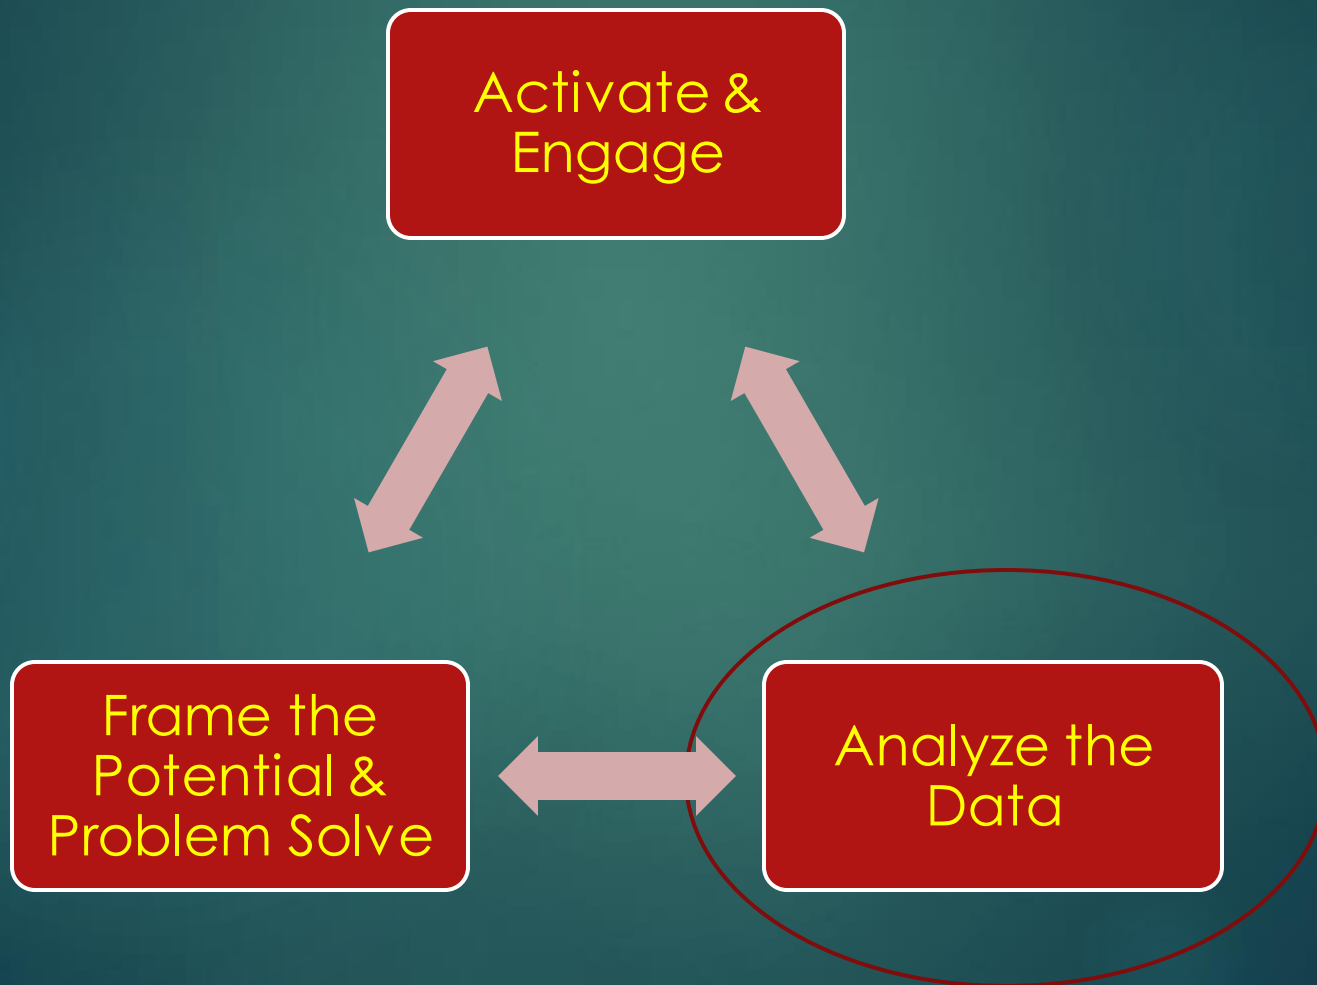 Activate &
Engage
Frame the
Potential &
Problem Solve
Analyze the
Data